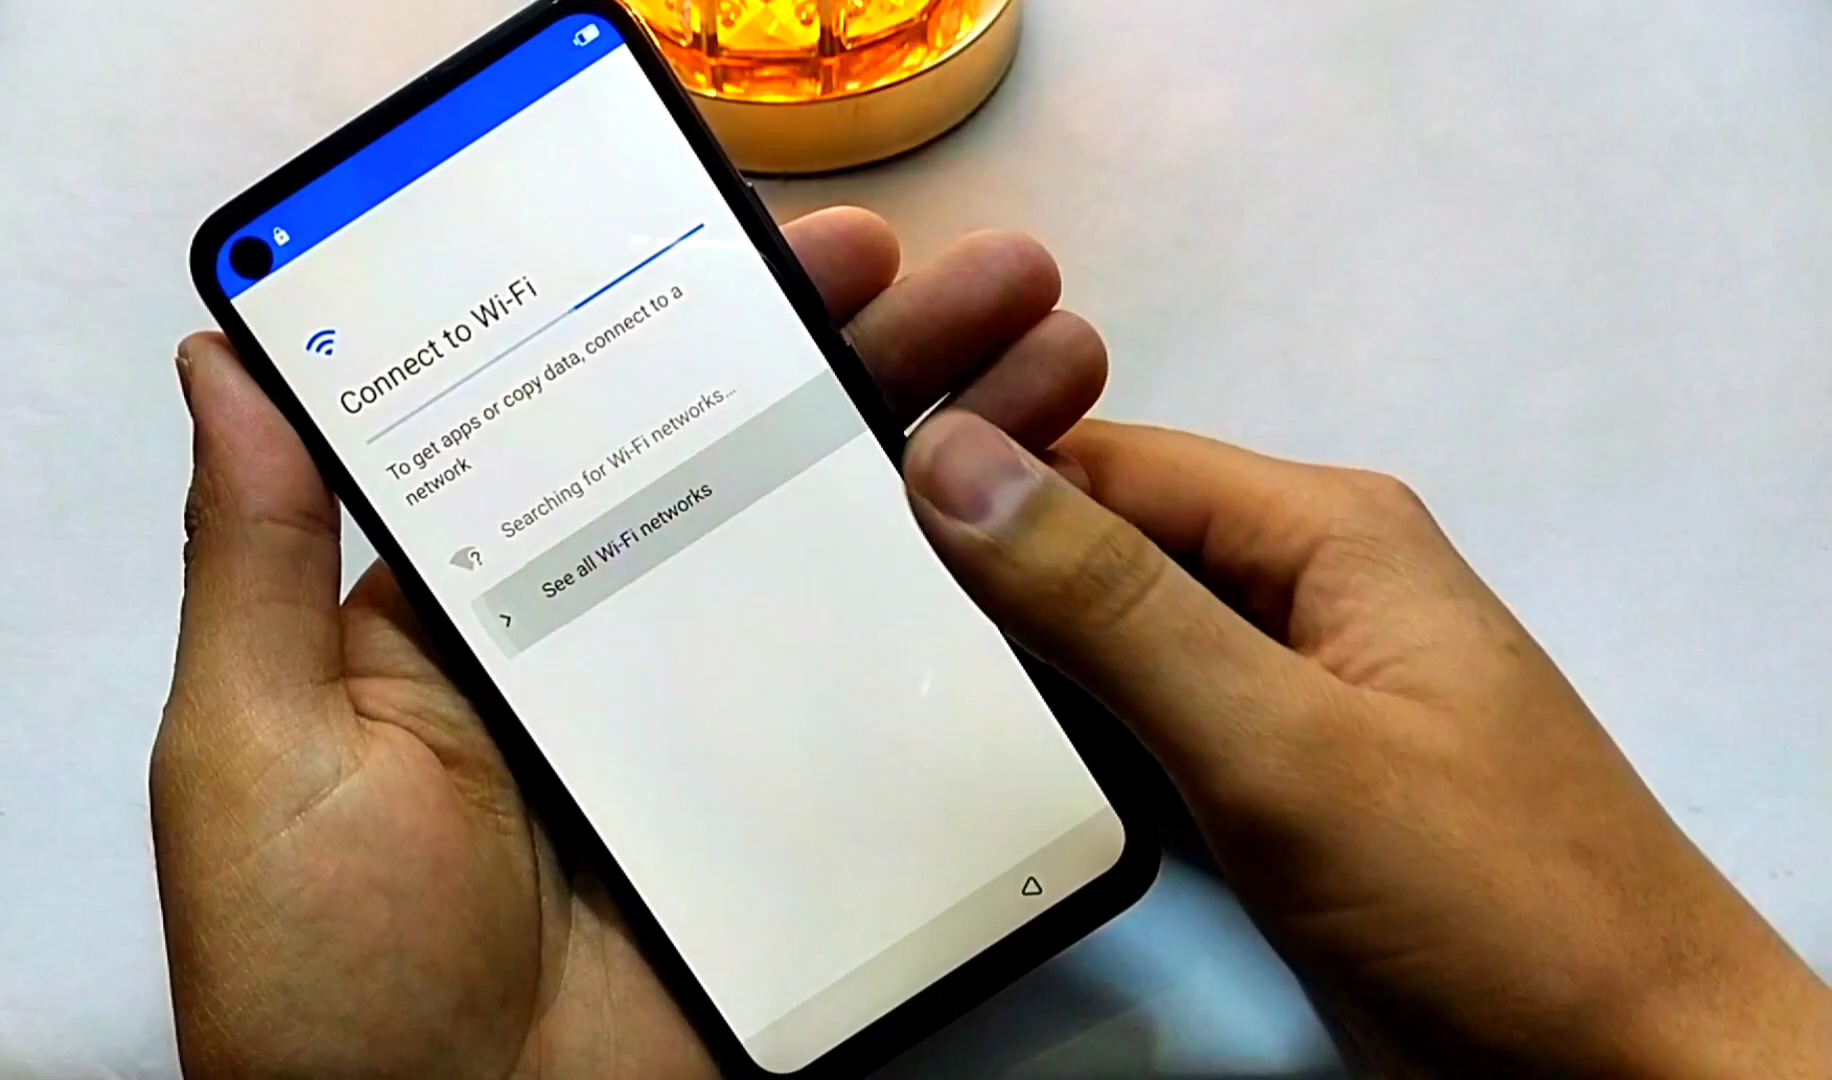 Connect to Wi-Fi
To get apps or copy data, connect to a
network
Searching for Wi-Fi networks...
See all Wi-Fi networks